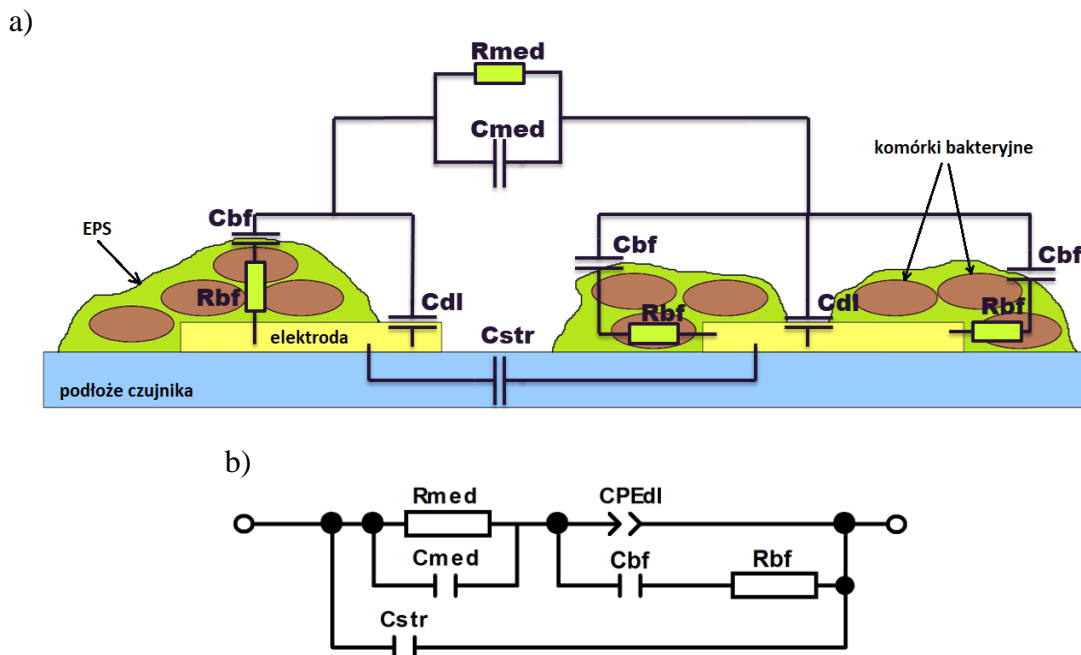 a)
Rmed
Cmed
komórki bakteryjne
EPS
Cbf
Cbf
Cbf
Rbf
Cdl
Cdl
Rbf
Rbf
elektroda
Cstr
podłoże czujnika
b)
Rmed
CPEdl
Cmed
Cbf
Rbf
Cstr